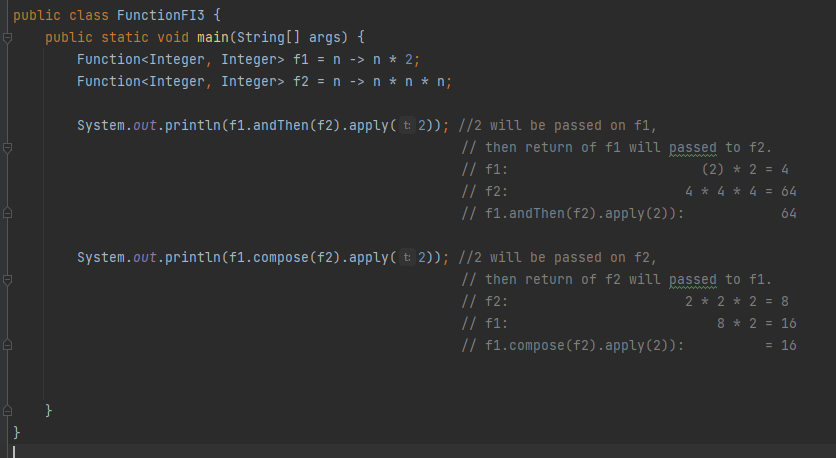 public class FunctionFI3 {
public static void main(String[] args) {
Function<Integer, Integer> f1 = n -> n * 2;
Function<Integer, Integer> f2 = n -> n * n * n;
System.out.println(f1.andThen(f2).apply( t: 2)); //2 will be passed on f1,
// then return of f1 will passed to f2.
// f1: (2) * 2 = 4
// f2: 4 * 4 * 4 = 64
// f1.andThen(f2).apply(2)): 64
System.out.println(f1.compose(f2).apply( t: 2)); //2 will be passed on f2,
// then return of f2 will passed to f1.
// f2: 2 * 2 * 2 = 8
// f1: 8 * 2 = 16
// f1.compose(f2).apply(2)): = 16
}
}